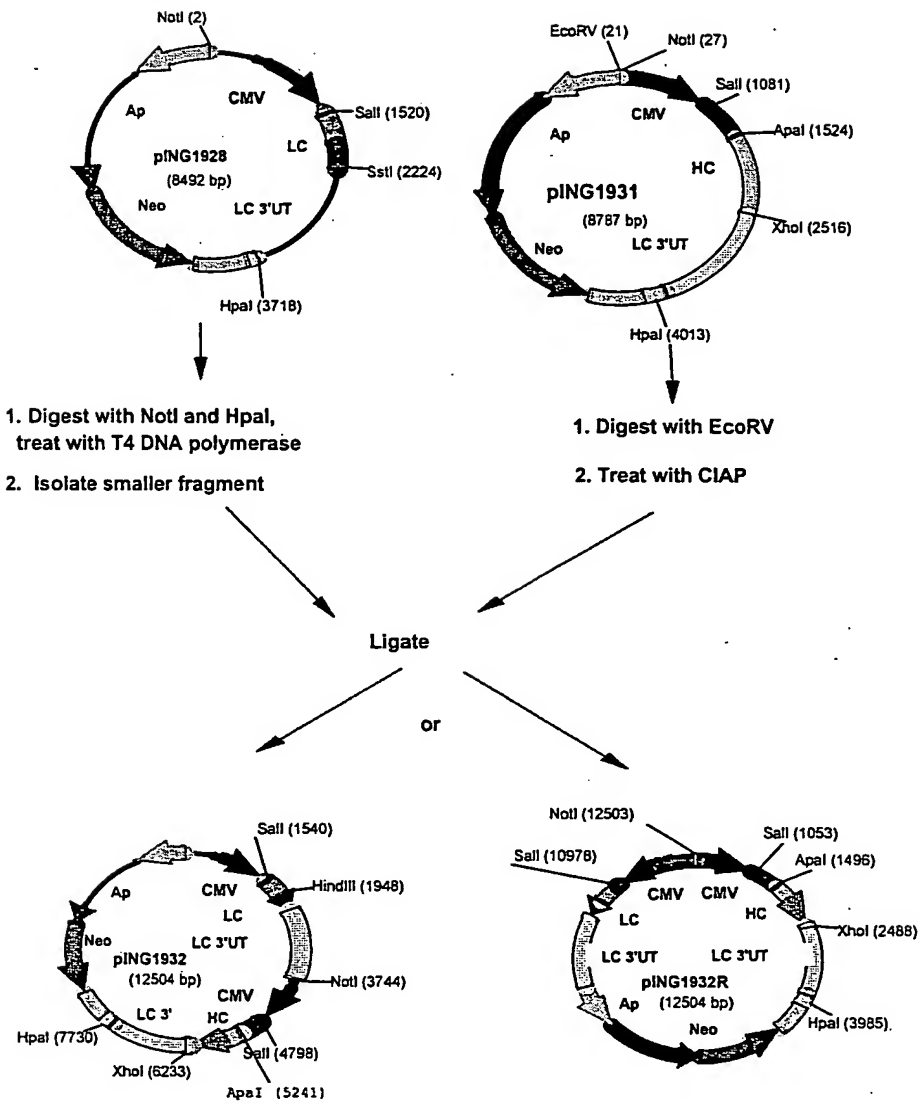 NotI (2)
Ap
CMV
SalI (1520)
LC
SstI (2224)
pING1928
(8492 bp)
Neo
LC 3'UT
HpaI (3718)
EcoRV (21)
NotI (27)
SalI (1081)
ApaI (1524)
CMV
Ap
HC
pING1931
(8787 bp)
XhoI (2516)
Neo
LC 3'UT
HpaI (4013)
1. Digest with NotI and HpaI,
treat with T4 DNA polymerase
2. Isolate smaller fragment
1. Digest with EcoRV
2. Treat with CIAP
Ligate
or
SalI (1540)
HindIII (1948)
Ap
CMV
LC
LC 3'UT
Neo
pING1932
(12504 bp)
NotI (3744)
CMV
LC 3'
HC
HpaI (7730)
SalI (4798)
XhoI (6233)
ApaI (5241)
NotI (12503)
SalI (1053)
SalI (10978)
ApaI (1496)
CMV CMV
LC
HC
XhoI (2488)
LC 3'UT LC 3'UT
pING1932R
(12504 bp)
Ap
Neo
HpaI (3985)